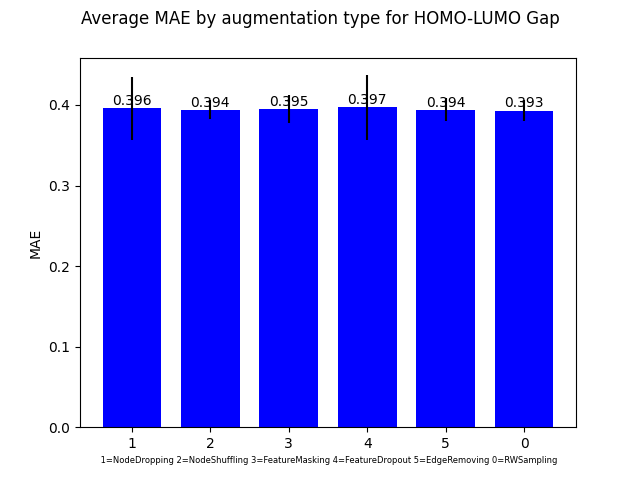 Average MAE by augmentation type for HOMO-LUMO Gap
0.396 0.394 0.395 0.397 0.394 0.393
0.4
0.3
0.2
0.1
0.0
MAE
1 2 3 4 5 0
1=NodeDropping 2=NodeShuffling 3=FeatureMasking 4=FeatureDropout 5=EdgeRemoving 0=RWSampling